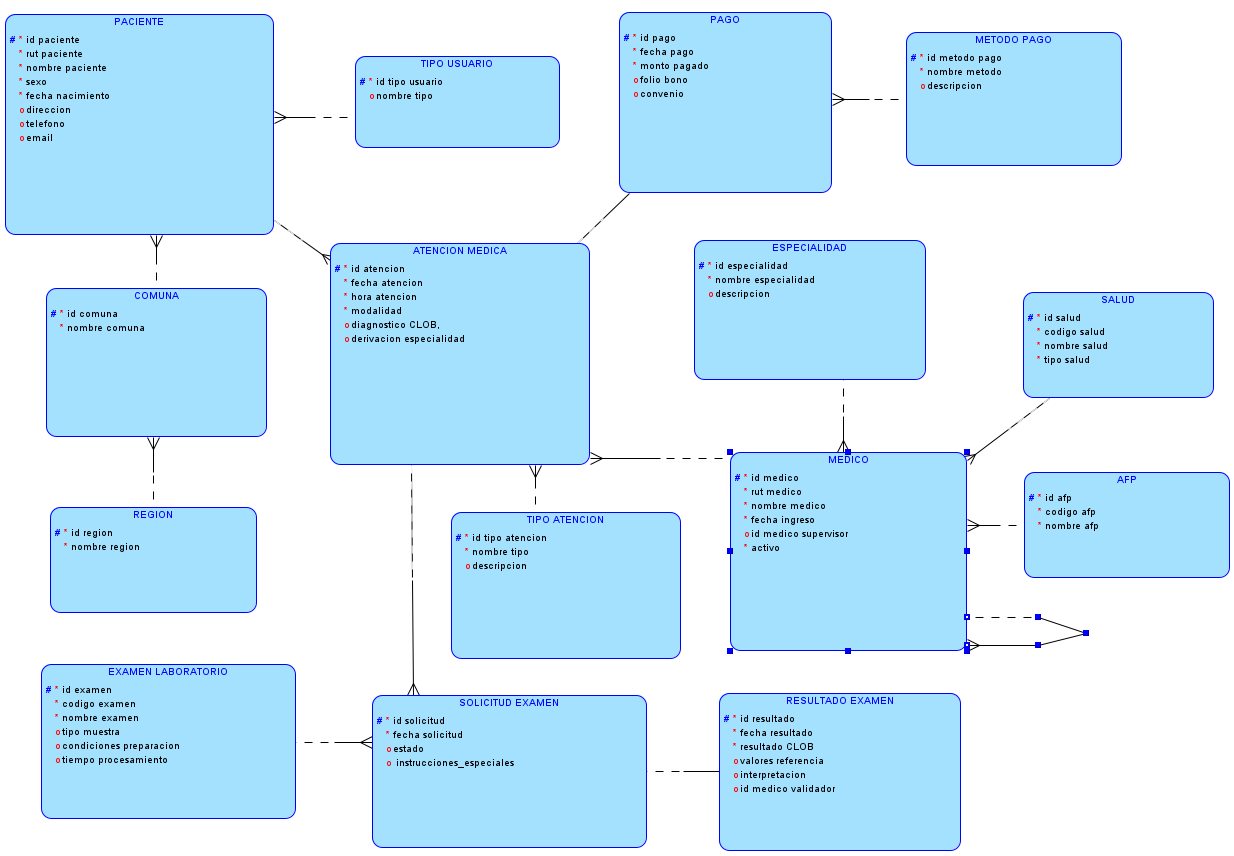 PACIENTE
# * id paciente
* rut paciente
* nombre paciente
* sexo
* fecha nacimiento
o direccion
o telefono
o email
TIPO USUARIO
# * id tipo usuario
o nombre tipo
PAGO
# * id pago
* fecha pago
* monto pagado
o folio bono
o convenio
METODO PAGO
# * id metodo pago
* nombre metodo
o descripcion
ATENCION MEDICA
# * id atencion
* fecha atencion
* hora atencion
* modalidad
o diagnostico CLOB,
o derivacion especialidad
ESPECIALIDAD
# * id especialidad
* nombre especialidad
o descripcion
COMUNA
# * id comuna
* nombre comuna
SALUD
# * id salud
* codigo salud
* nombre salud
* tipo salud
MEDICO
# * id medico
* rut medico
* nombre medico
* fecha ingreso
o id medico supervisor
* activo
AFP
# * id afp
* codigo afp
* nombre afp
REGION
# * id region
* nombre region
TIPO ATENCION
# * id tipo atencion
* nombre tipo
o descripcion
EXAMEN LABORATORIO
# * id examen
* codigo examen
* nombre examen
o tipo muestra
o condiciones preparacion
o tiempo procesamiento
SOLICITUD EXAMEN
# * id solicitud
* fecha solicitud
o estado
o instrucciones_especiales
RESULTADO EXAMEN
# * id resultado
* fecha resultado
* resultado CLOB
o valores referencia
o interpretacion
o id medico validador